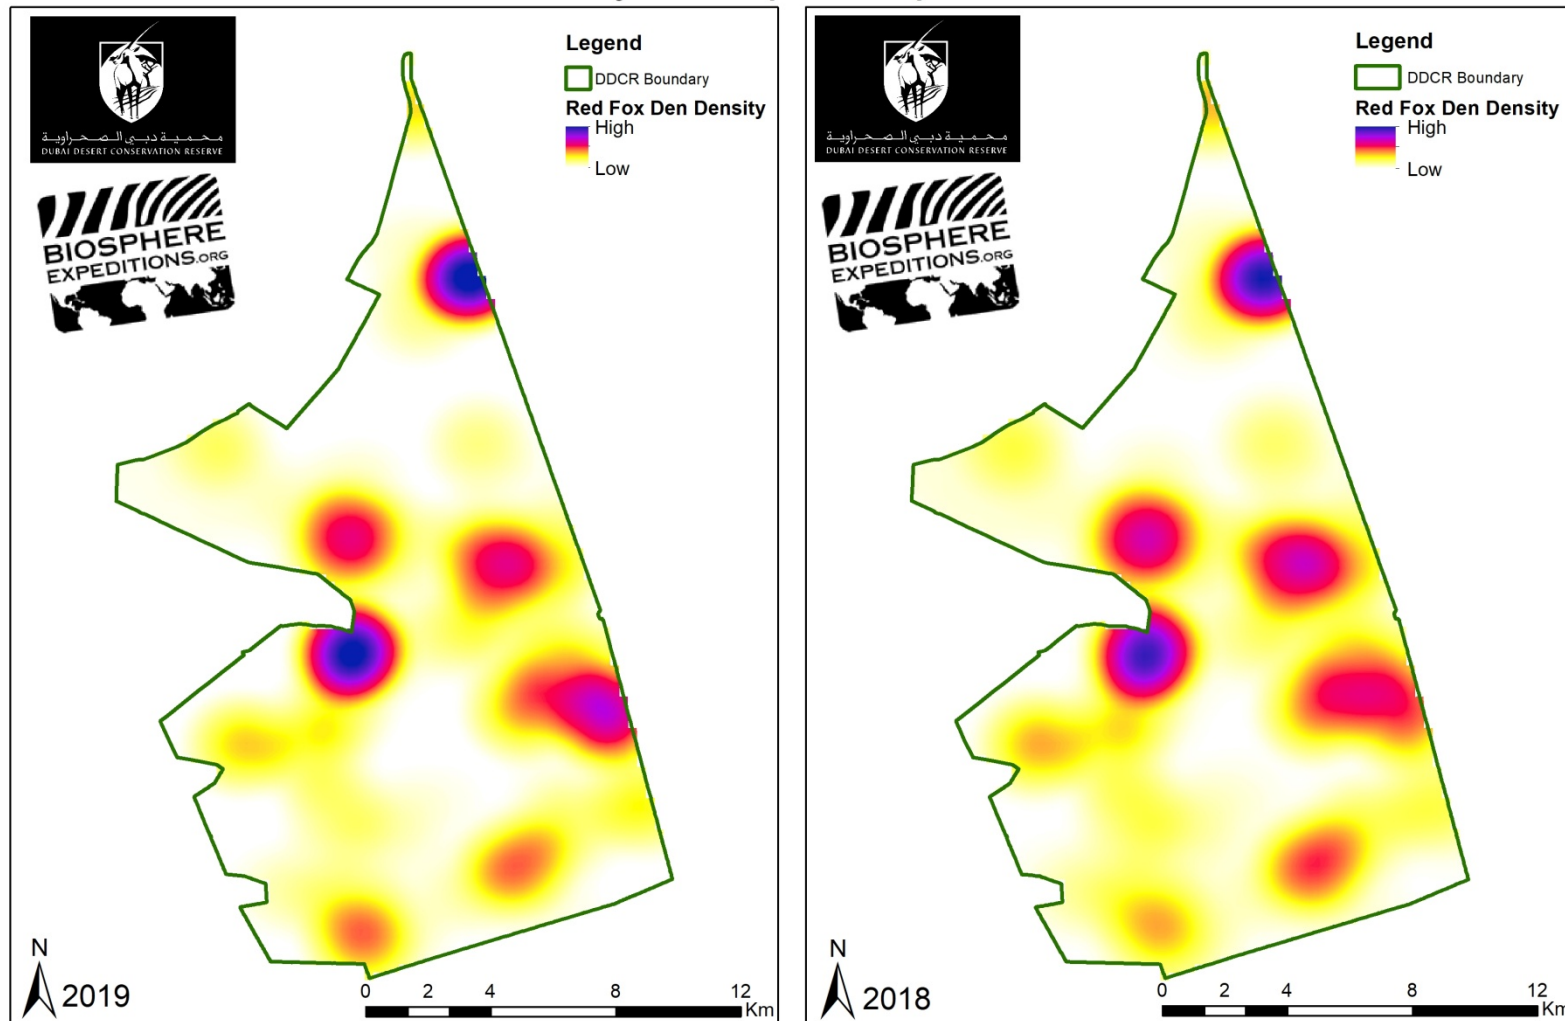 محمية دبي الصحراوية
DUBAI DESERT CONSERVATION RESERVE
BIOSPHERE
EXPEDITIONS.ORG
Legend
DDCR Boundary
Red Fox Den Density
High
Low
N
2019
0 2 4 8 12
Km
محمية دبي الصحراوية
DUBAI DESERT CONSERVATION RESERVE
BIOSPHERE
EXPEDITIONS.ORG
Legend
DDCR Boundary
Red Fox Den Density
High
Low
N
2018
0 2 4 8 12
Km